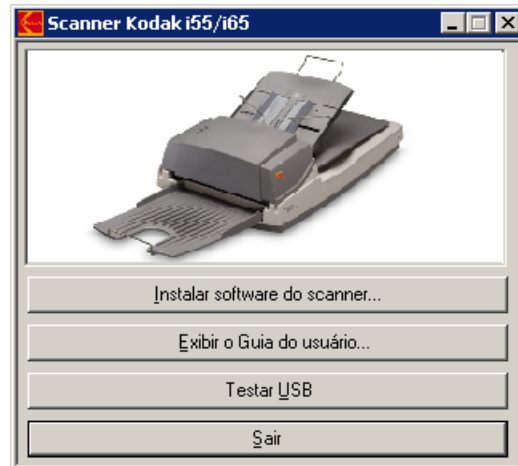 Scanner Kodak i55/i65
Instalar software do scanner...
Exibir o Guia do usuário...
Testar USB
Sair